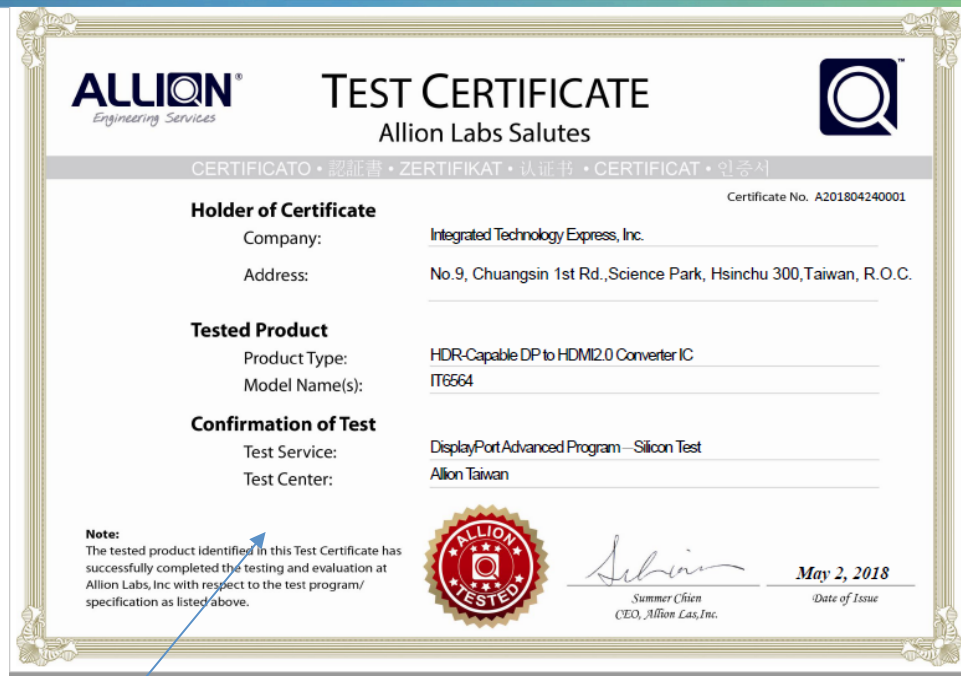 ALLION®
Engineering Services
TEST CERTIFICATE
Allion Labs Salutes
™
CERTIFICATO • 認証書 • ZERTIFIKAT • 认证书 • CERTIFICAT • 인증서
Certificate No. A201804240001
Holder of Certificate
Company: Integrated Technology Express, Inc.
Address: No.9, Chuangsin 1st Rd.,Science Park, Hsinchu 300,Taiwan, R.O.C.
Tested Product
Product Type: HDR-Capable DP to HDMI2.0 Converter IC
Model Name(s): IT6564
Confirmation of Test
Test Service: DisplayPort Advanced Program—Silicon Test
Test Center: Allion Taiwan
Note:
The tested product identified in this Test Certificate has
successfully completed the testing and evaluation at
Allion Labs, Inc with respect to the test program/
specification as listed above.
ALLION
TESTED
Summer Chien
CEO, Allion Las,Inc.
May 2, 2018
Date of Issue